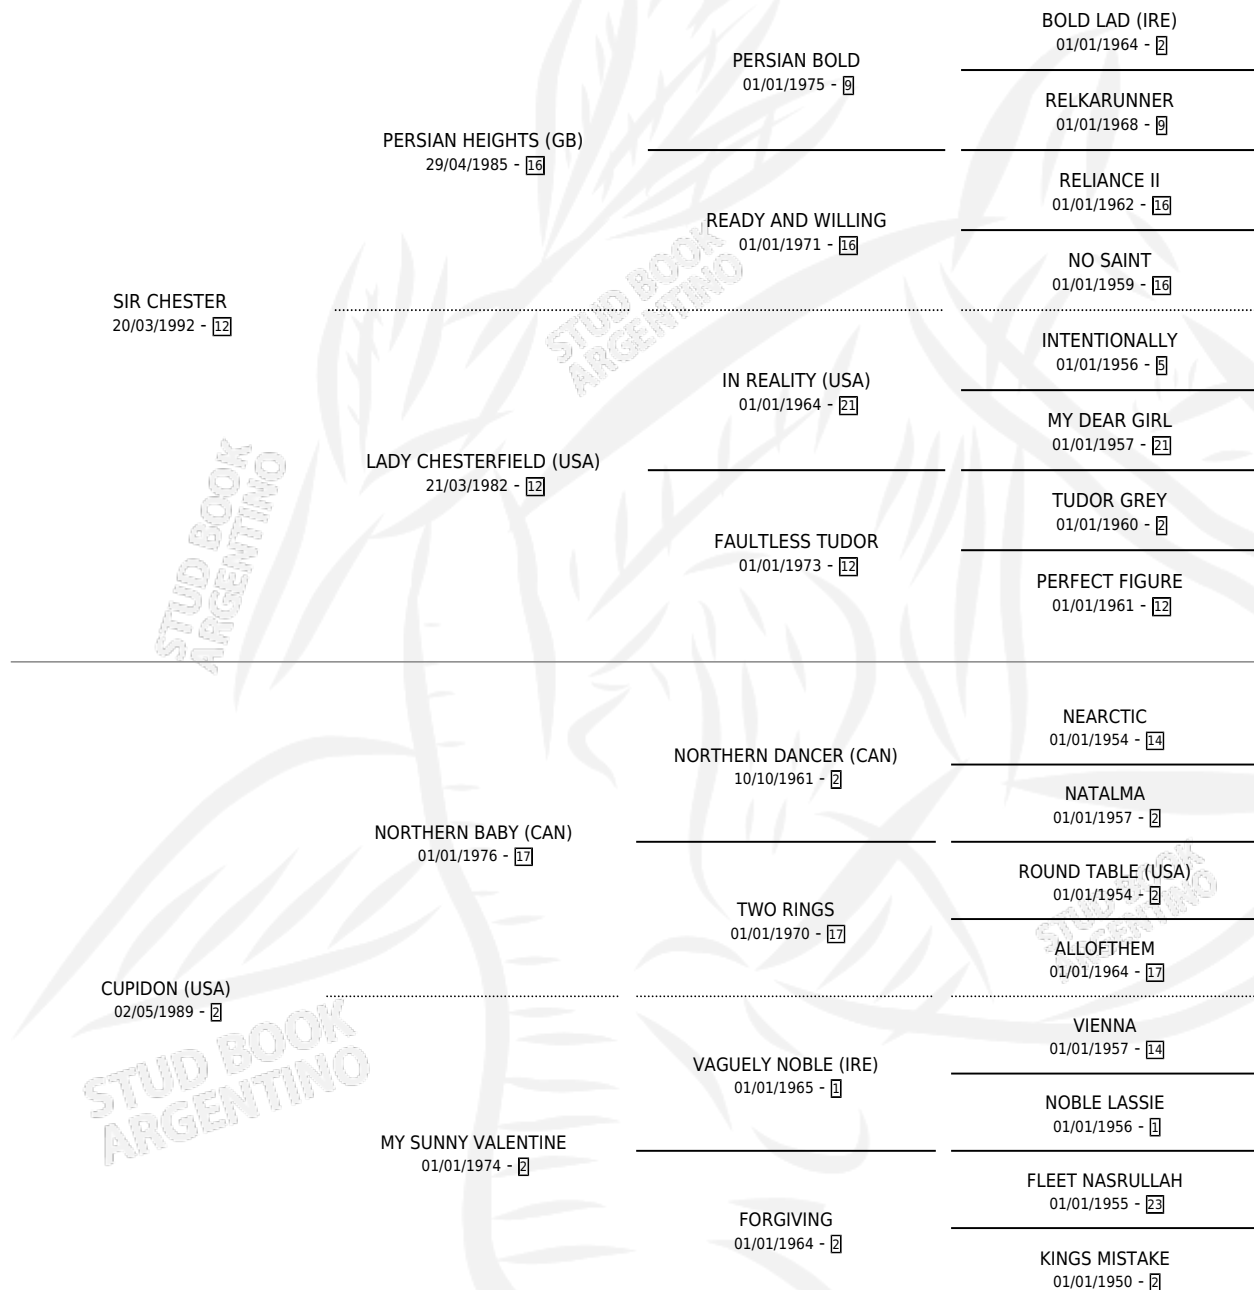 BOLD LAD (IRE)
01/01/1964 - 2
PERSIAN BOLD
01/01/1975 - 9
RELKARUNNER
01/01/1968 - 9
PERSIAN HEIGHTS (GB)
29/04/1985 - 16
RELIANCE II
01/01/1962 - 16
READY AND WILLING
01/01/1971 - 16
NO SAINT
01/01/1959 - 16
SIR CHESTER
20/03/1992 - 12
INTENTIONALLY
01/01/1956 - 5
IN REALITY (USA)
01/01/1964 - 21
MY DEAR GIRL
01/01/1957 - 21
LADY CHESTERFIELD (USA)
21/03/1982 - 12
TUDOR GREY
01/01/1960 - 2
FAULTLESS TUDOR
01/01/1973 - 12
PERFECT FIGURE
01/01/1961 - 12
NEARCTIC
01/01/1954 - 14
NORTHERN DANCER (CAN)
10/10/1961 - 2
NATALMA
01/01/1957 - 2
NORTHERN BABY (CAN)
01/01/1976 - 17
ROUND TABLE (USA)
01/01/1954 - 2
TWO RINGS
01/01/1970 - 17
ALLOFTHEM
01/01/1964 - 17
CUPIDON (USA)
02/05/1989 - 2
VIENNA
01/01/1957 - 14
VAGUELY NOBLE (IRE)
01/01/1965 - 1
NOBLE LASSIE
01/01/1956 - 1
MY SUNNY VALENTINE
01/01/1974 - 2
FLEET NASRULLAH
01/01/1955 - 23
FORGIVING
01/01/1964 - 2
KINGS MISTAKE
01/01/1950 - 2
STUD BOOK
ARGENTINO
STUD BOOK
ARGENTINO
STUD BOOK
ARGENTINO
STUD BOOK
ARGENTINO